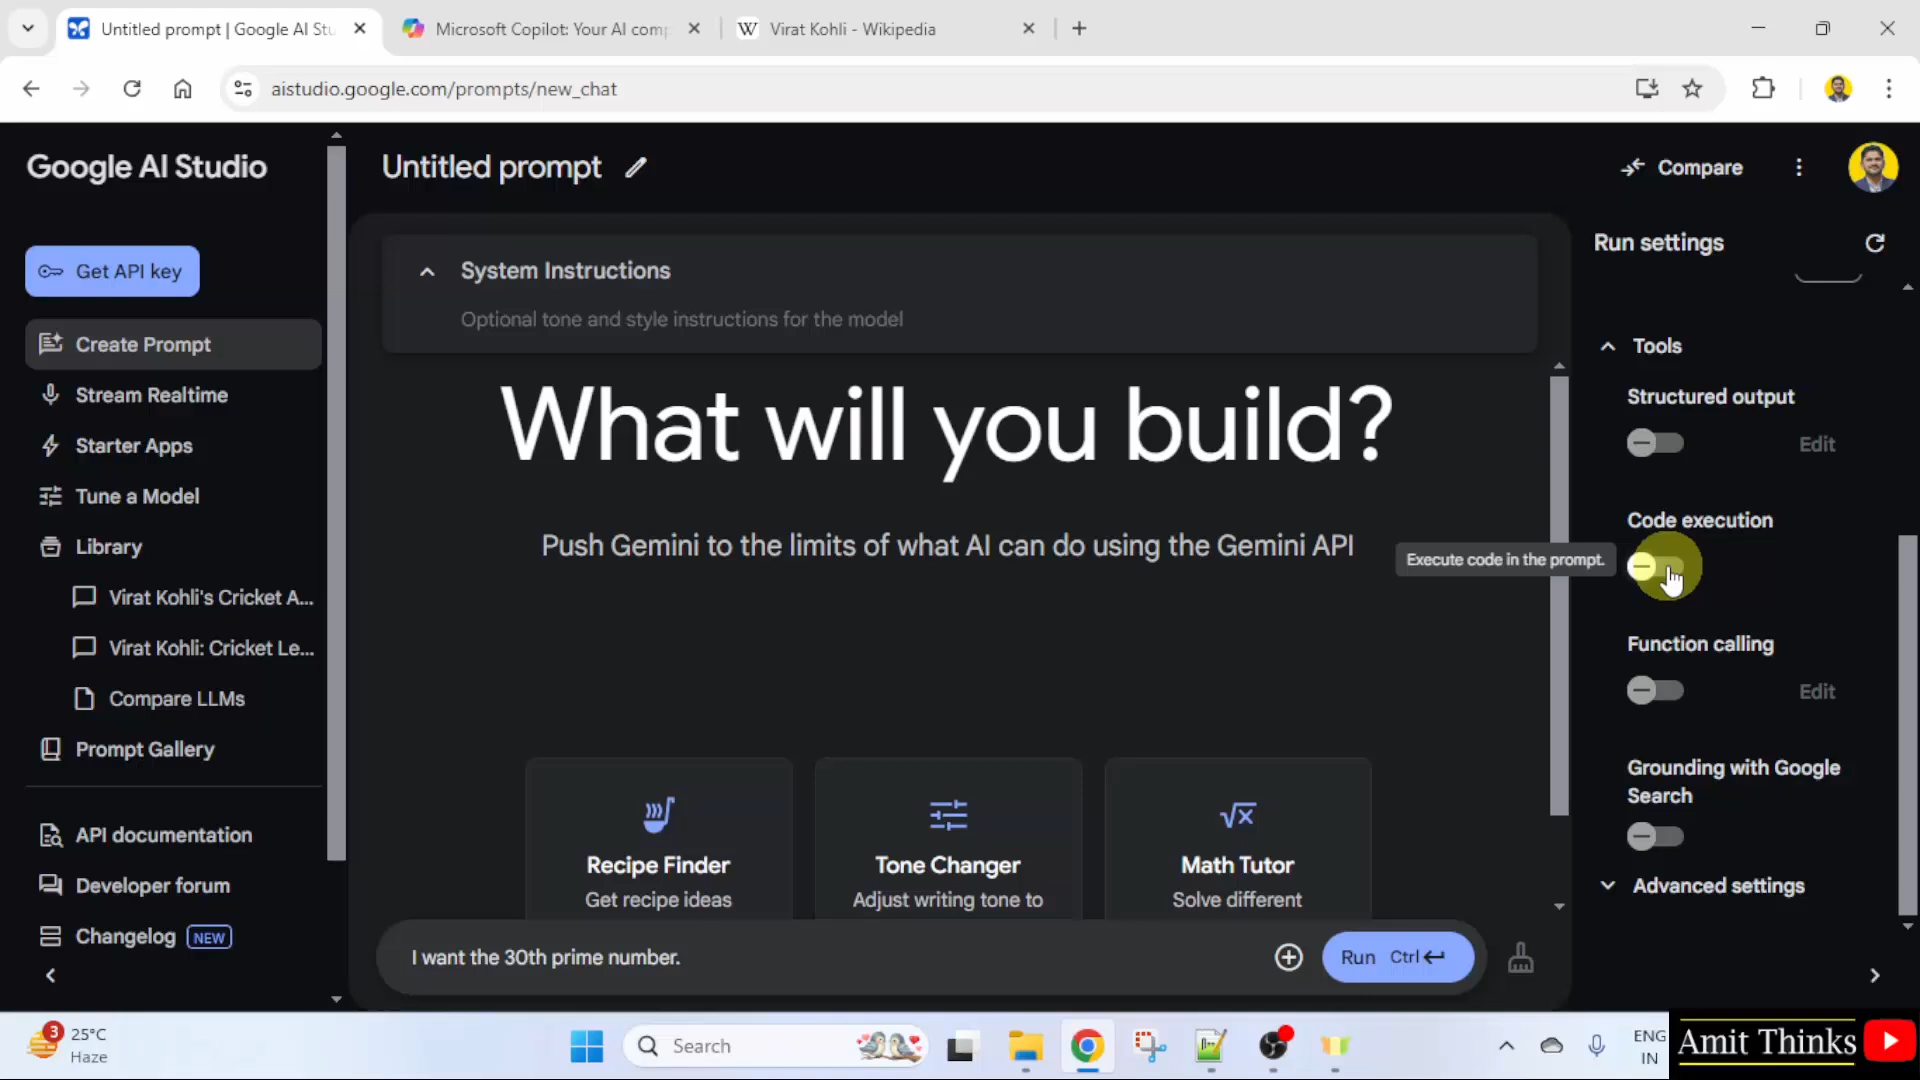 Untitled prompt | Google AI Stu
Microsoft Copilot: Your AI comp
Virat Kohli - Wikipedia
aistudio.google.com/prompts/new_chat
Google AI Studio
Untitled prompt
Compare
Get API key
Create Prompt
Stream Realtime
Starter Apps
Tune a Model
Library
Virat Kohli's Cricket A...
Virat Kohli: Cricket Le...
Compare LLMs
Prompt Gallery
API documentation
Developer forum
Changelog NEW
System Instructions
Optional tone and style instructions for the model
What will you build?
Push Gemini to the limits of what AI can do using the Gemini API
Recipe Finder
Get recipe ideas
Tone Changer
Adjust writing tone to
Math Tutor
Solve different
I want the 30th prime number.
Run Ctrl
Run settings
Tools
Structured output
Edit
Code execution
Execute code in the prompt.
Function calling
Edit
Grounding with Google
Search
Advanced settings
3
25°C
Haze
Search
ENG
IN
Amit Thinks